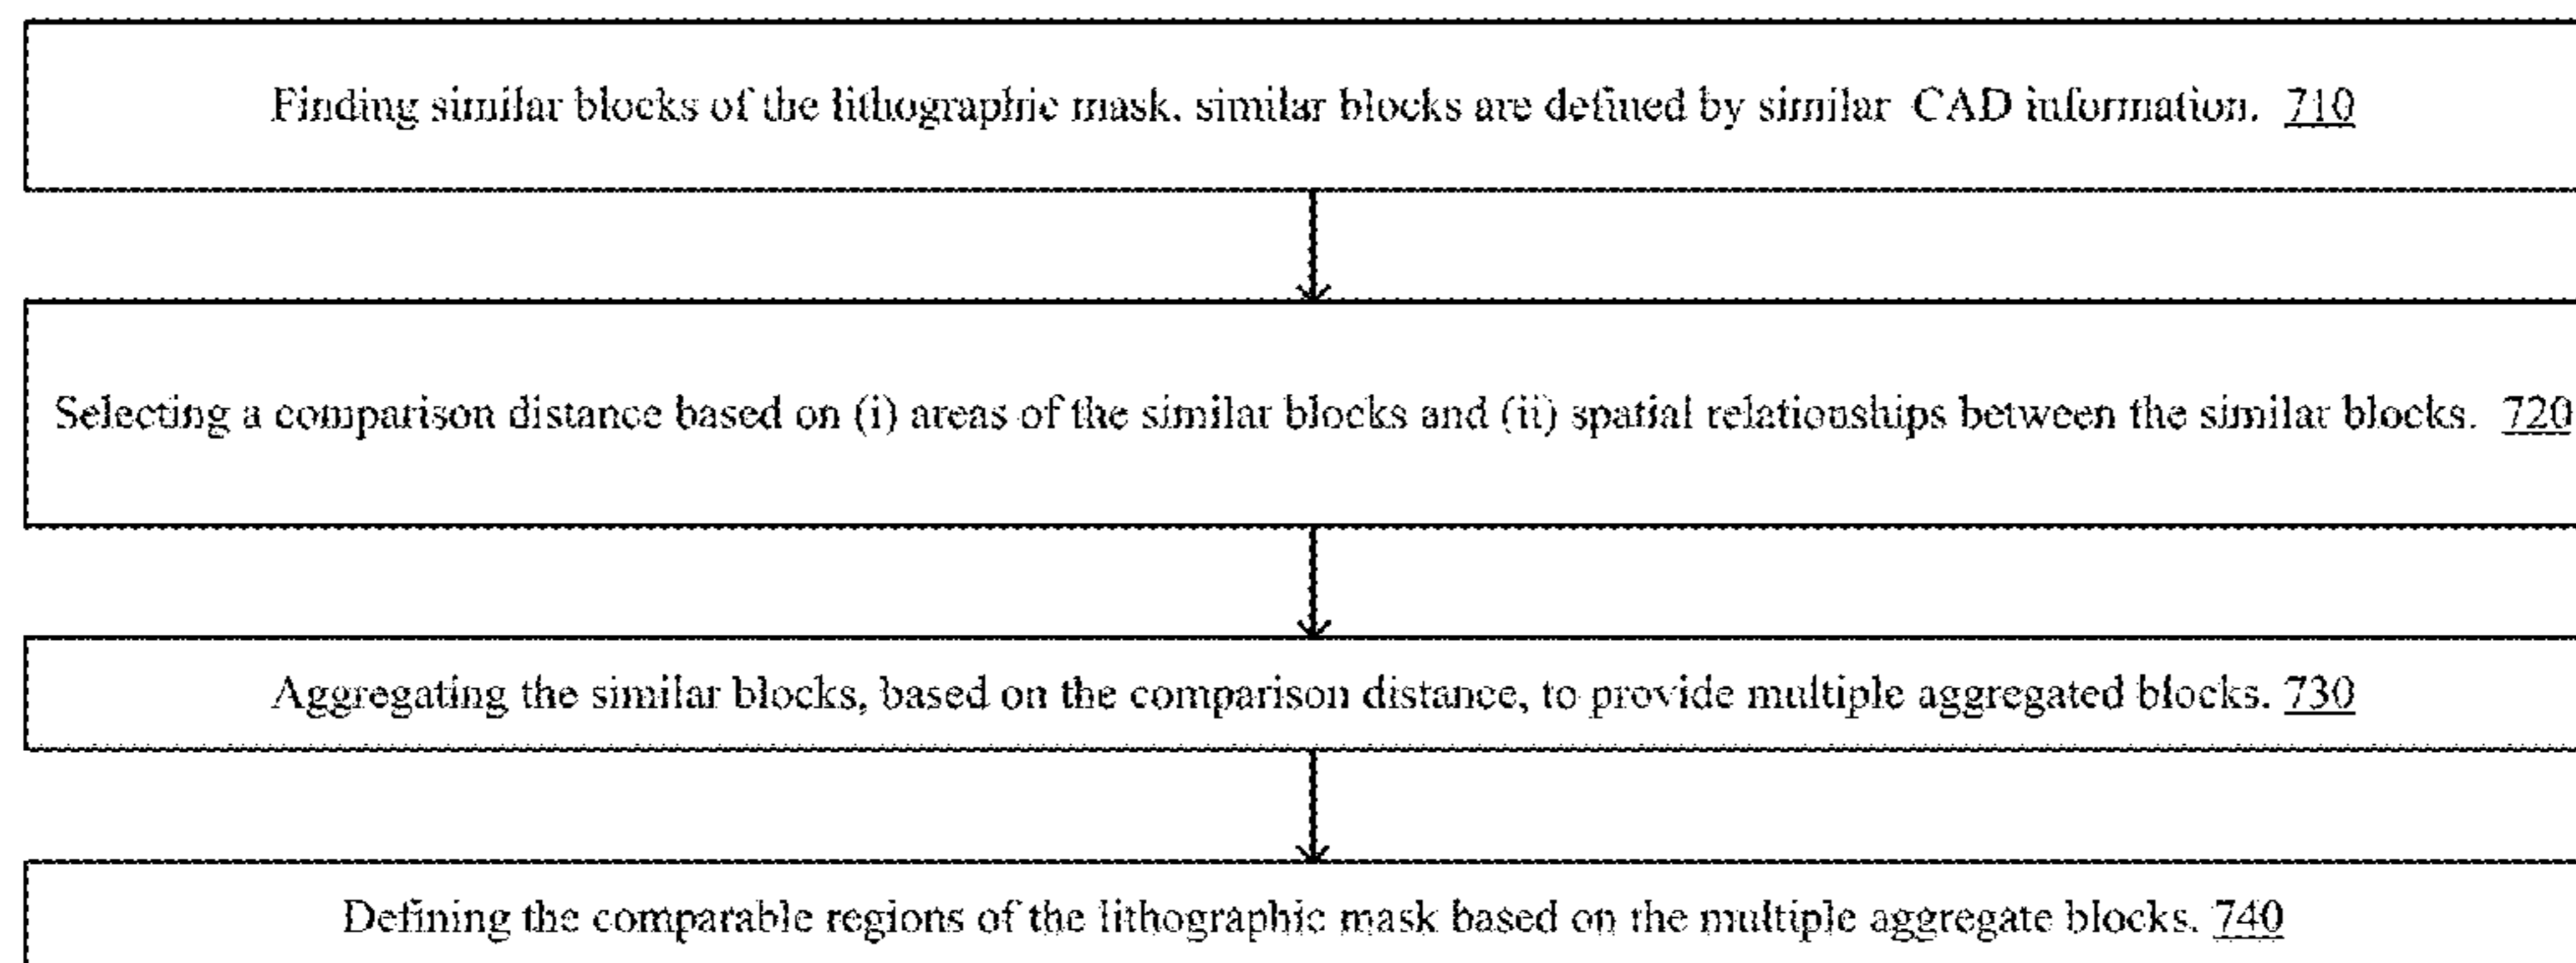 Finding similar blocks of the lithographic mask. similar blocks are defined by similar CAD information. 710
Selecting a comparison distance based on (i) areas of the similar blocks and (ii) spatial relationships between the similar blocks. 720
Aggregating the similar blocks, based on the comparison distance, to provide multiple aggregated blocks. 730
Defining the comparable regions of the lithographic mask based on the multiple aggregate blocks. 740